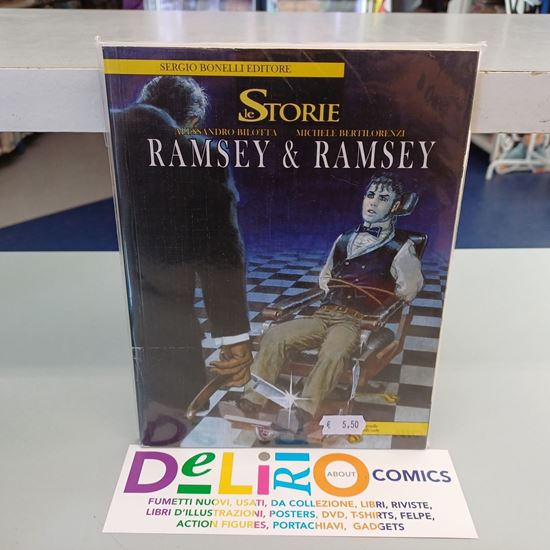 SERGIO BONELLI EDITORE
le STORIE
ALESSANDRO BILOTTA MICHELE BERTILORENZI
RAMSEY & RAMSEY
€ 5,50
DeLiRiO ABOUT COMICS
FUMETTI NUOVI, USATI, DA COLLEZIONE, LIBRI, RIVISTE,
LIBRI D'ILLUSTRAZIONI, POSTERS, DVD, T-SHIRTS, FELPE,
ACTION FIGURES, PORTACHIAVI, GADGETS